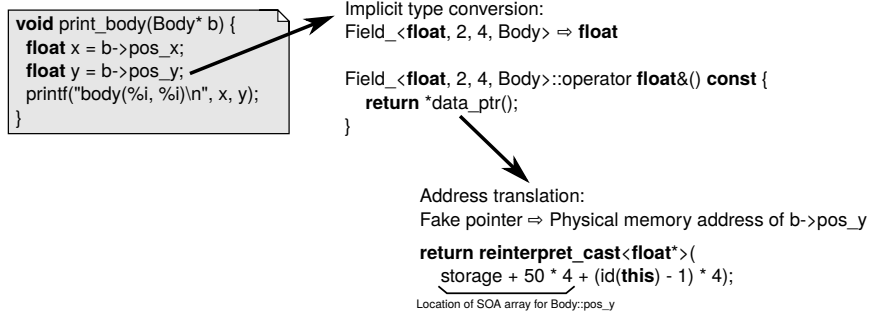 void print_body(Body* b) {
float x = b->pos_x;
float y = b->pos_y;
printf("body(%i, %i)\n", x, y);
}
Implicit type conversion:
Field_<float, 2, 4, Body> ⇨ float
Field_<float, 2, 4, Body>::operator float&() const {
return *data_ptr();
}
Address translation:
Fake pointer ⇨ Physical memory address of b->pos_y
return reinterpret_cast<float*>(
storage + 50 * 4 + (id(this) - 1) * 4);
Location of SOA array for Body::pos_y